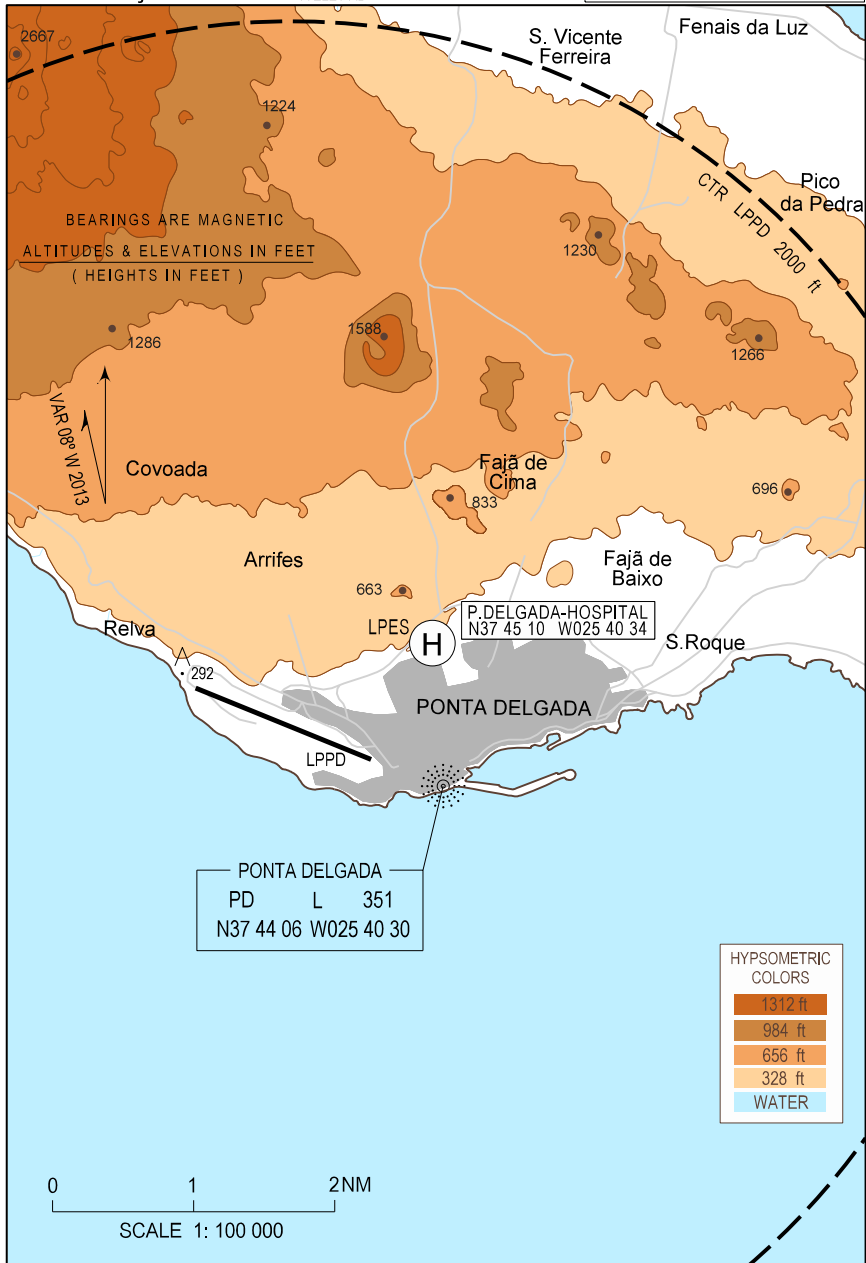 2667
S. Vicente
Ferreira
Fenais da Luz
1224
Pico
da Pedra
CTR LPPD 2000 ft
BEARINGS ARE MAGNETIC
ALTITUDES & ELEVATIONS IN FEET
( HEIGHTS IN FEET )
1230
1286
1588
1266
VAR 08º W 2013
Covoada
Fajã de
Cima
833
696
Arrifes
Fajã de
Baixo
663
Relva
LPES
H
P.DELGADA-HOSPITAL
N37 45 10 W025 40 34
S.Roque
292
PONTA DELGADA
LPPD
PONTA DELGADA
PD L 351
N37 44 06 W025 40 30
HYPSOMETRIC
COLORS
1312 ft
984 ft
656 ft
328 ft
WATER
0 1 2NM
SCALE 1: 100 000